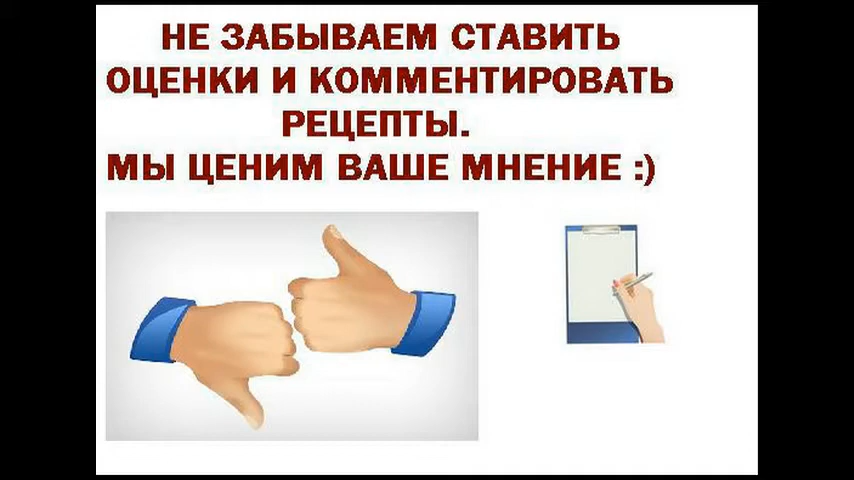 НЕ ЗАБЫВАЕМ СТАВИТЬ
ОЦЕНКИ И КОММЕНТИРОВАТЬ
РЕЦЕПТЫ.
МЫ ЦЕНИМ ВАШЕ МНЕНИЕ :)